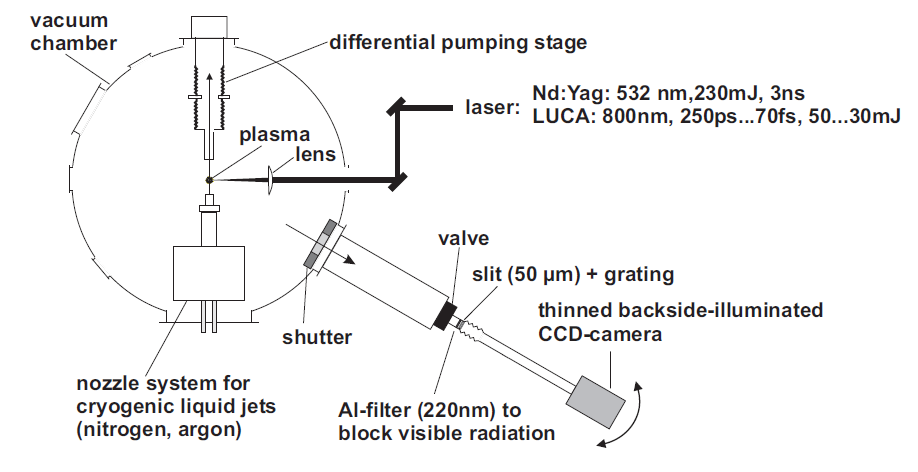 vacuum
chamber
differential pumping stage
plasma
lens
laser:
Nd:Yag: 532 nm,230mJ, 3ns
LUCA: 800nm, 250ps...70fs, 50...30mJ
valve
slit (50 µm) + grating
thinned backside-illuminated
CCD-camera
shutter
nozzle system for
cryogenic liquid jets
(nitrogen, argon)
Al-filter (220nm) to
block visible radiation